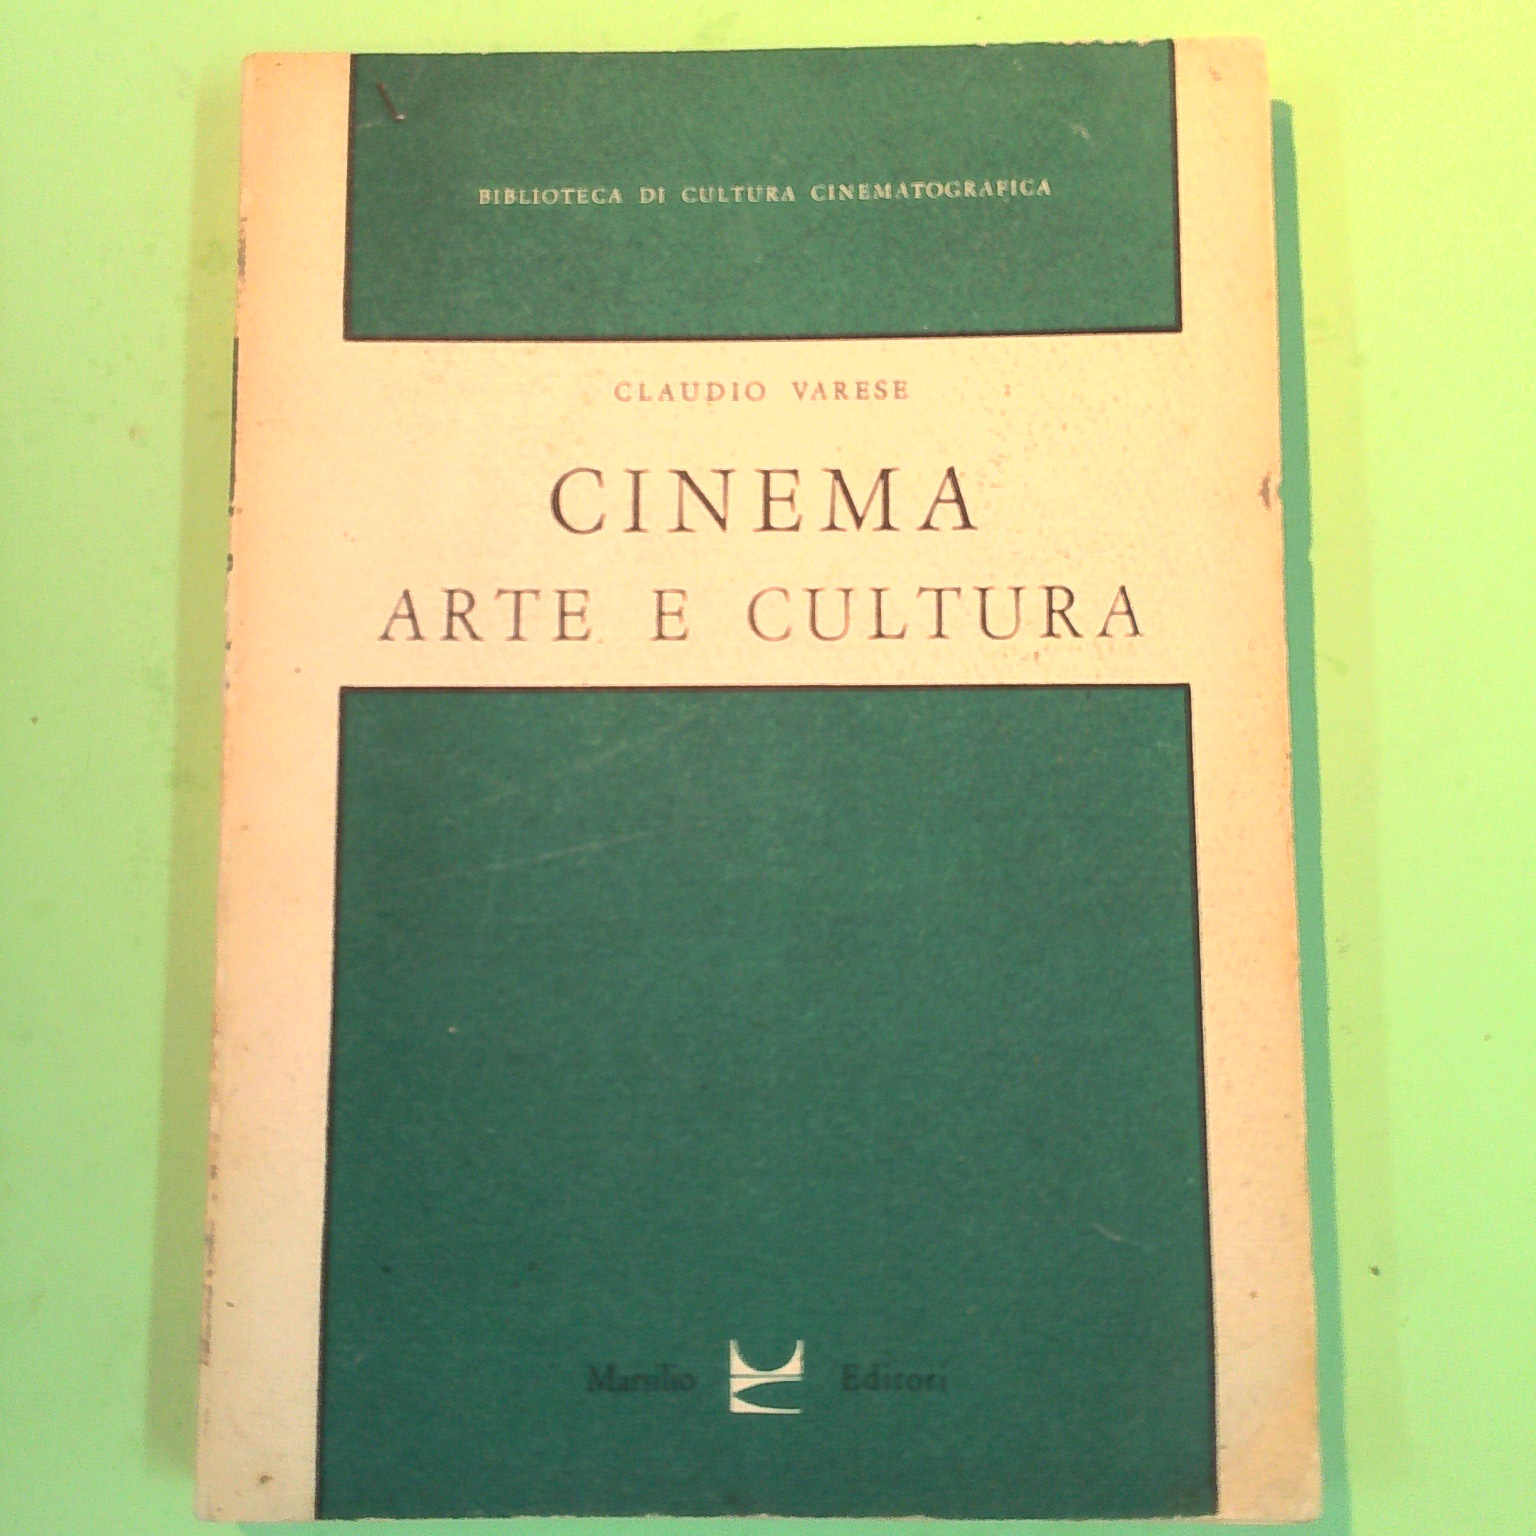 BIBLIOTECA DI CULTURA CINEMATOGRAFICA
CLAUDIO VARESE
CINEMA
ARTE E CULTURA
Marsilio Editori